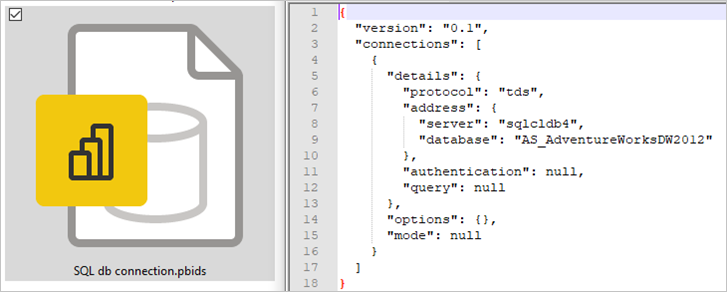 SQL db connection.pbids
1 {
2   "version": "0.1",
3   "connections": [
4     {
5       "details": {
6         "protocol": "tds",
7         "address": {
8           "server": "sqlcldb4",
9           "database": "AS_AdventureWorksDW2012"
10         },
11         "authentication": null,
12         "query": null
13       },
14       "options": {},
15       "mode": null
16     }
17   ]
18 }